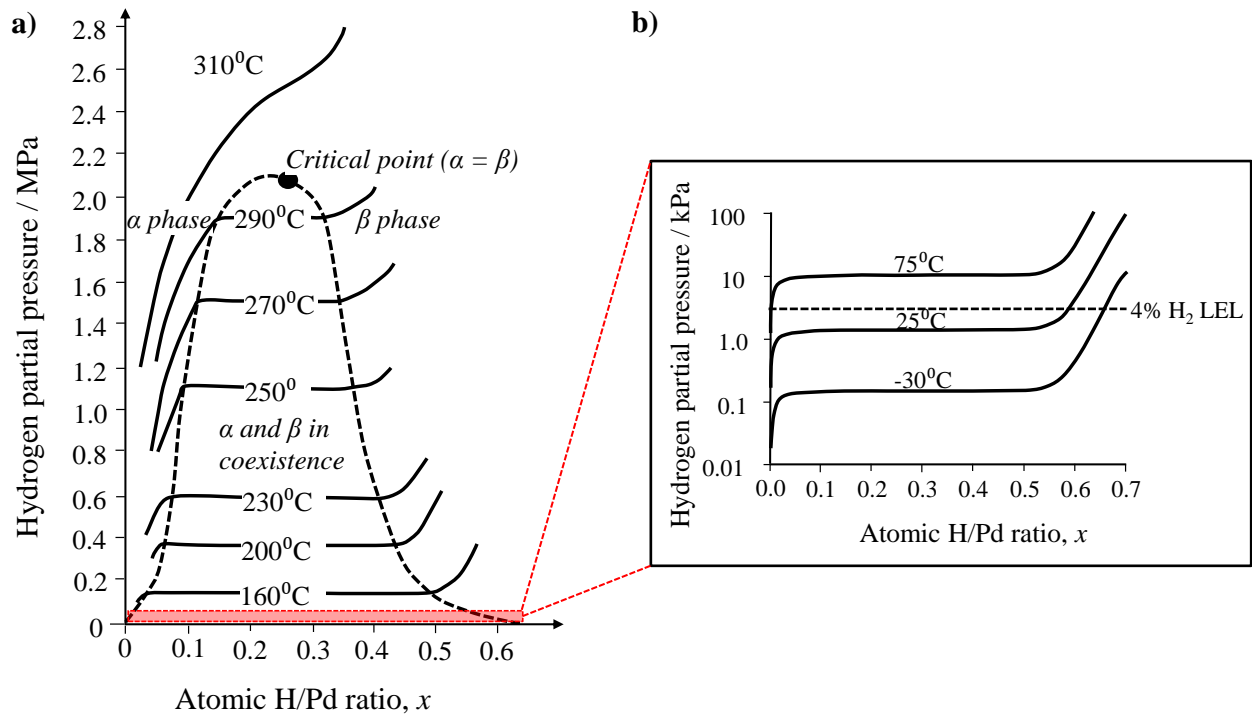 a)
2.8
2.6
2.4
2.2
2.0
1.8
1.6
1.4
1.2
1.0
0.8
0.6
0.4
0.2
0
Hydrogen partial pressure / MPa
310⁰C
Critical point (α = β)
α phase
290⁰C
β phase
270⁰C
250⁰
α and β in
coexistence
230⁰C
200⁰C
160⁰C
0 0.1 0.2 0.3 0.4 0.5 0.6
Atomic H/Pd ratio, x
b)
Hydrogen partial pressure / kPa
100
10
1.0
0.1
0.01
75⁰C
4% H₂ LEL
25⁰C
-30⁰C
0.0 0.1 0.2 0.3 0.4 0.5 0.6 0.7
Atomic H/Pd ratio, x